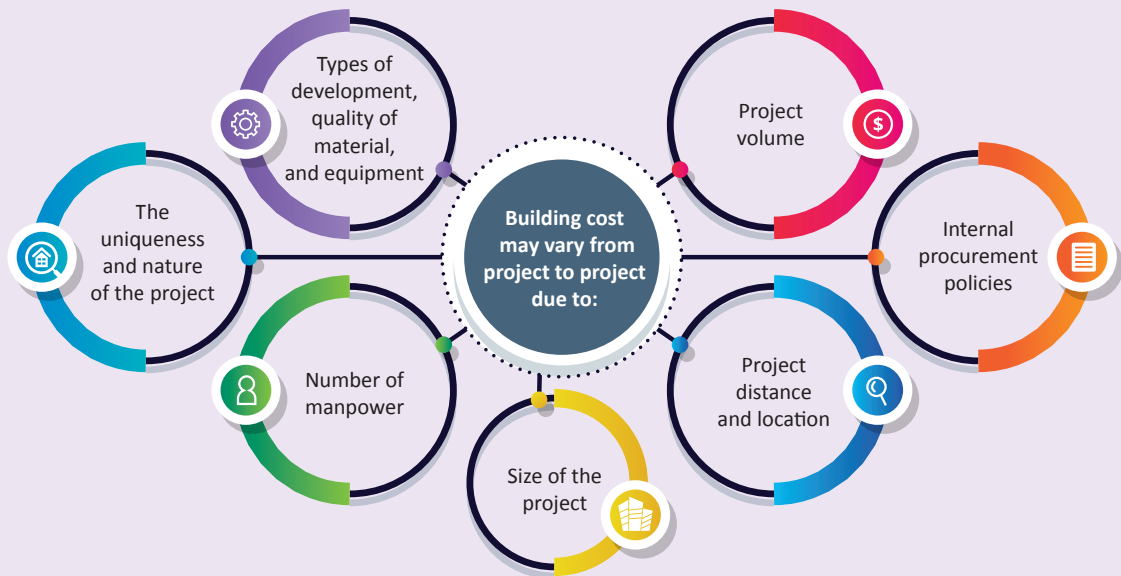 Types of
development,
quality of
material,
and equipment
Project
volume
The
uniqueness
and nature
of the project
Building cost
may vary from
project to project
due to:
Internal
procurement
policies
Number of
manpower
Project
distance
and location
Size of the
project
$